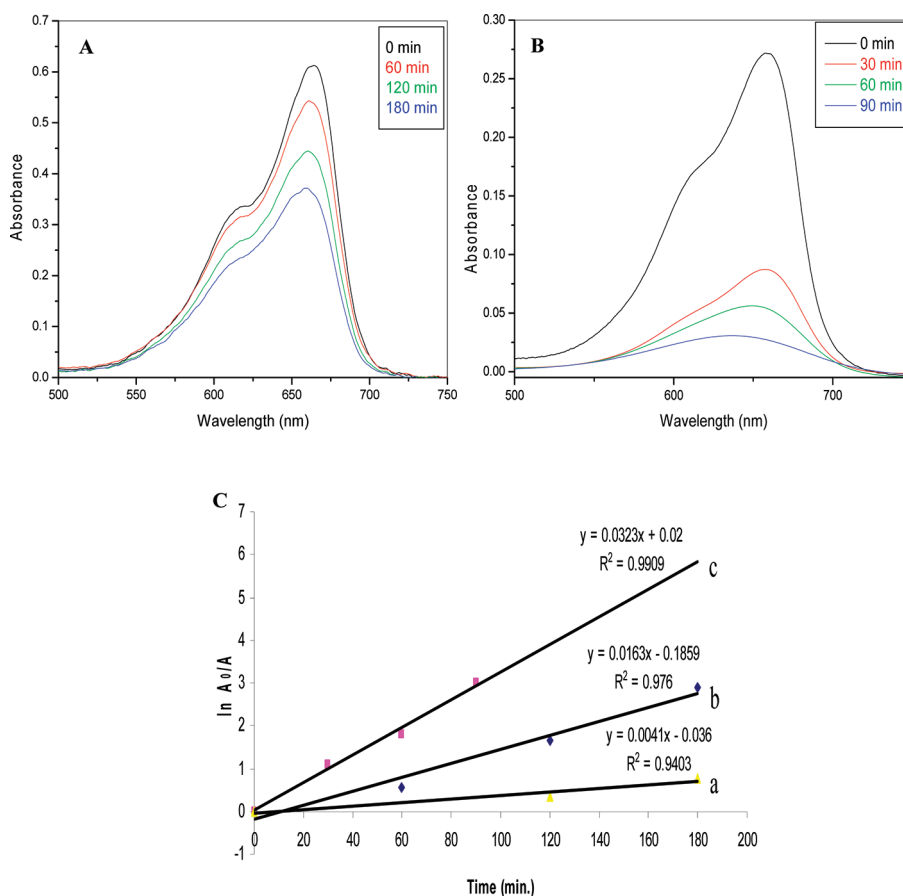 A
0 min
60 min
120 min
180 min
0.7
0.6
0.5
0.4
0.3
0.2
0.1
0.0
Absorbance
500
550
600
650
700
750
Wavelength (nm)
B
0 min
30 min
60 min
90 min
0.30
0.25
0.20
0.15
0.10
0.05
0.00
Absorbance
500
600
700
Wavelength (nm)
C
7
6
5
4
3
2
1
0
-1
ln A0/A
y = 0.0323x + 0.02
R2 = 0.9909
c
y = 0.0163x - 0.1859
R2 = 0.976
b
y = 0.0041x - 0.036
R2 = 0.9403
a
0
20
40
60
80
100
120
140
160
180
200
Time (min.)